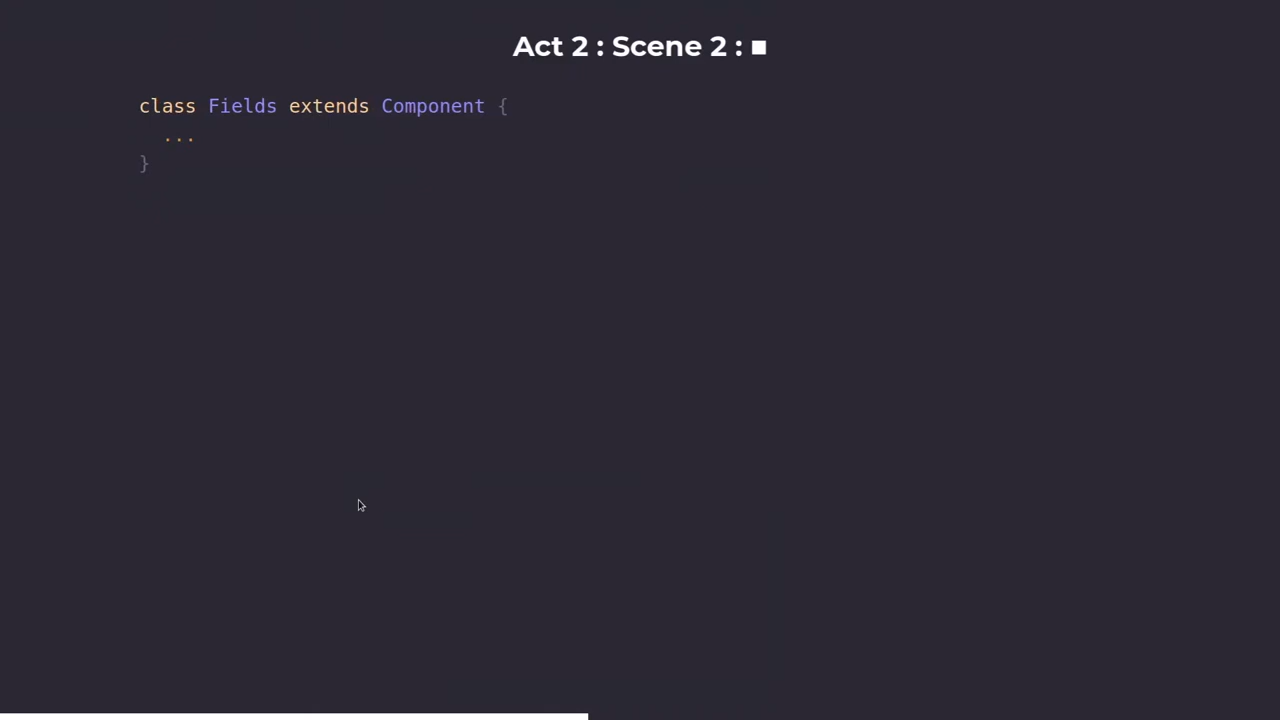 Act 2 : Scene 2 : ■
class Fields extends Component {
  ...
}